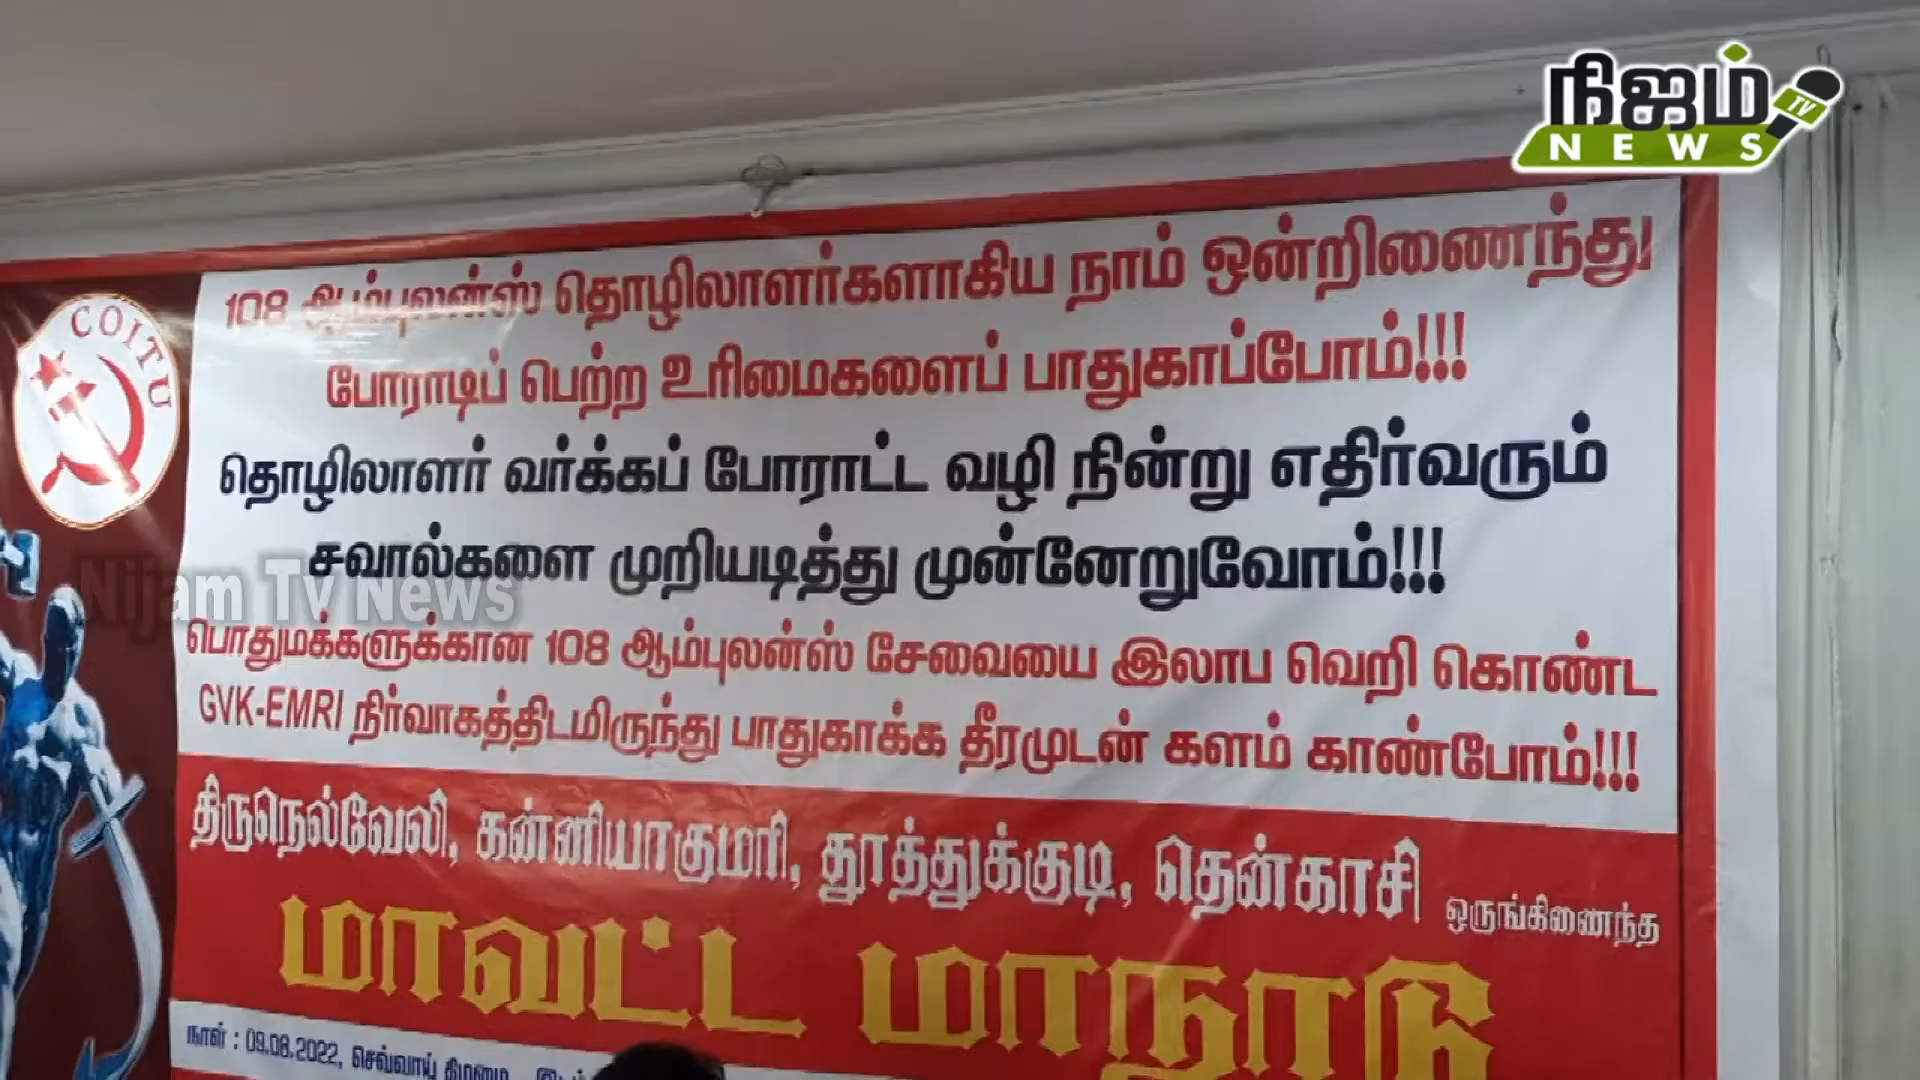 நிஜம்
TV
NEWS
COITU
108 ஆம்புலன்ஸ் தொழிலாளர்களாகிய நாம் ஒன்றிணைந்து
போராடிப் பெற்ற உரிமைகளைப் பாதுகாப்போம்!!!
தொழிலாளர் வர்க்கப் போராட்ட வழி நின்று எதிர்வரும்
சவால்களை முறியடித்து முன்னேறுவோம்!!!
Nijam Tv News
பொதுமக்களுக்கான 108 ஆம்புலன்ஸ் சேவையை இலாப வெறி கொண்ட
GVK-EMRI நிர்வாகத்திடமிருந்து பாதுகாக்க தீரமுடன் களம் காண்போம்!!!
திருநெல்வேலி, கன்னியாகுமரி, தூத்துக்குடி, தென்காசி ஒருங்கிணைந்த
மாவட்ட மாநாடு
நாள் : 09.08.2022, செவ்வாய் கிழமை